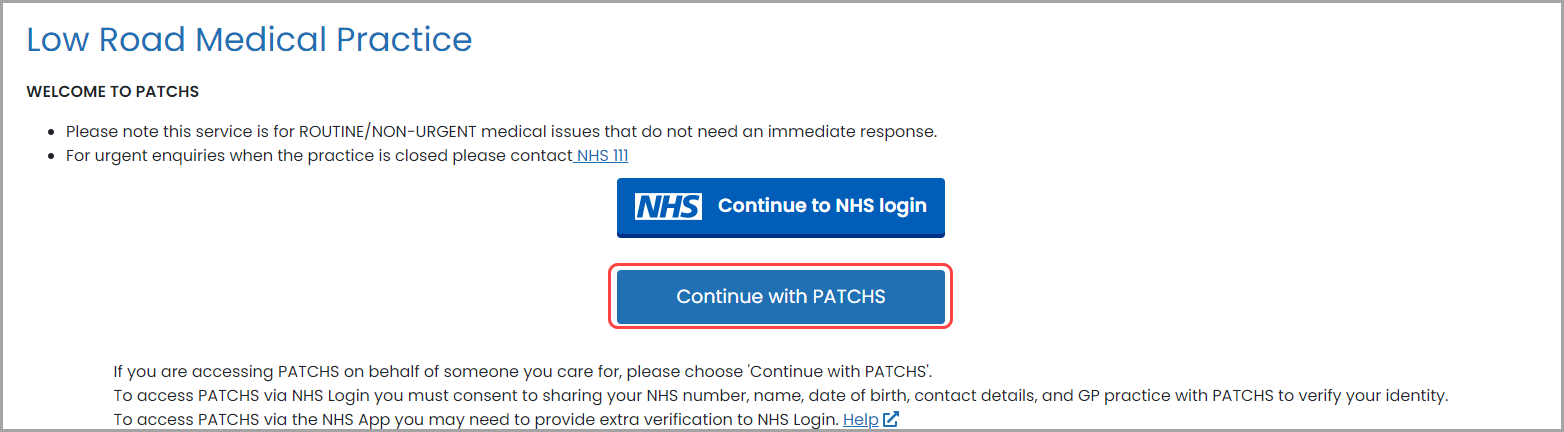 Low Road Medical Practice
WELCOME TO PATCHS
• Please note this service is for ROUTINE/NON-URGENT medical issues that do not need an immediate response.
• For urgent enquiries when the practice is closed please contact NHS 111
NHS Continue to NHS login
Continue with PATCHS
If you are accessing PATCHS on behalf of someone you care for, please choose 'Continue with PATCHS'.
To access PATCHS via NHS Login you must consent to sharing your NHS number, name, date of birth, contact details, and GP practice with PATCHS to verify your identity.
To access PATCHS via the NHS App you may need to provide extra verification to NHS Login. Help